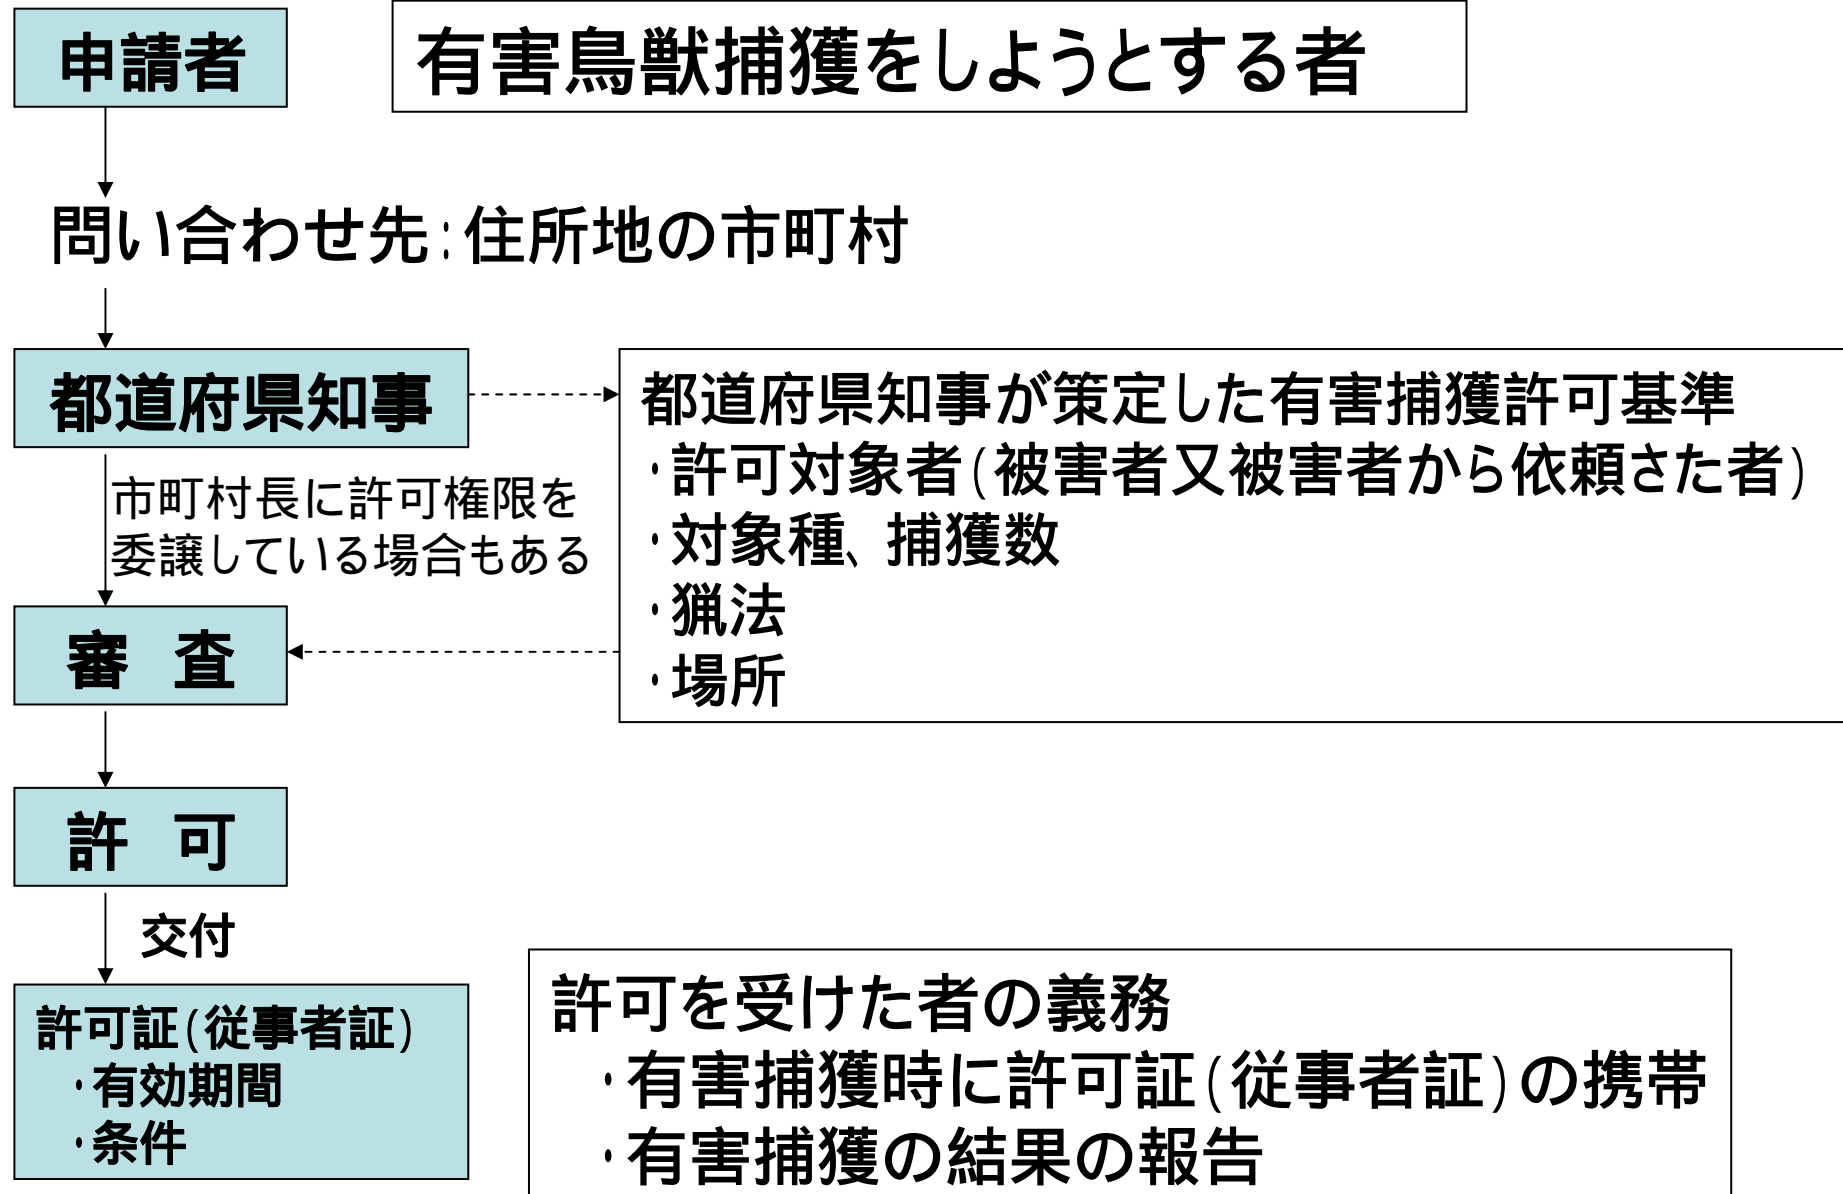 申請者
有害鳥獣捕獲をしようとする者
問い合わせ先:住所地の市町村
都道府県知事
都道府県知事が策定した有害捕獲許可基準
・許可対象者(被害者又被害者から依頼さた者)
・対象種、捕獲数
・猟法
・場所
市町村長に許可権限を
委譲している場合もある
審 査
許 可
交付
許可証(従事者証)
・有効期間
・条件
許可を受けた者の義務
・有害捕獲時に許可証(従事者証)の携帯
・有害捕獲の結果の報告